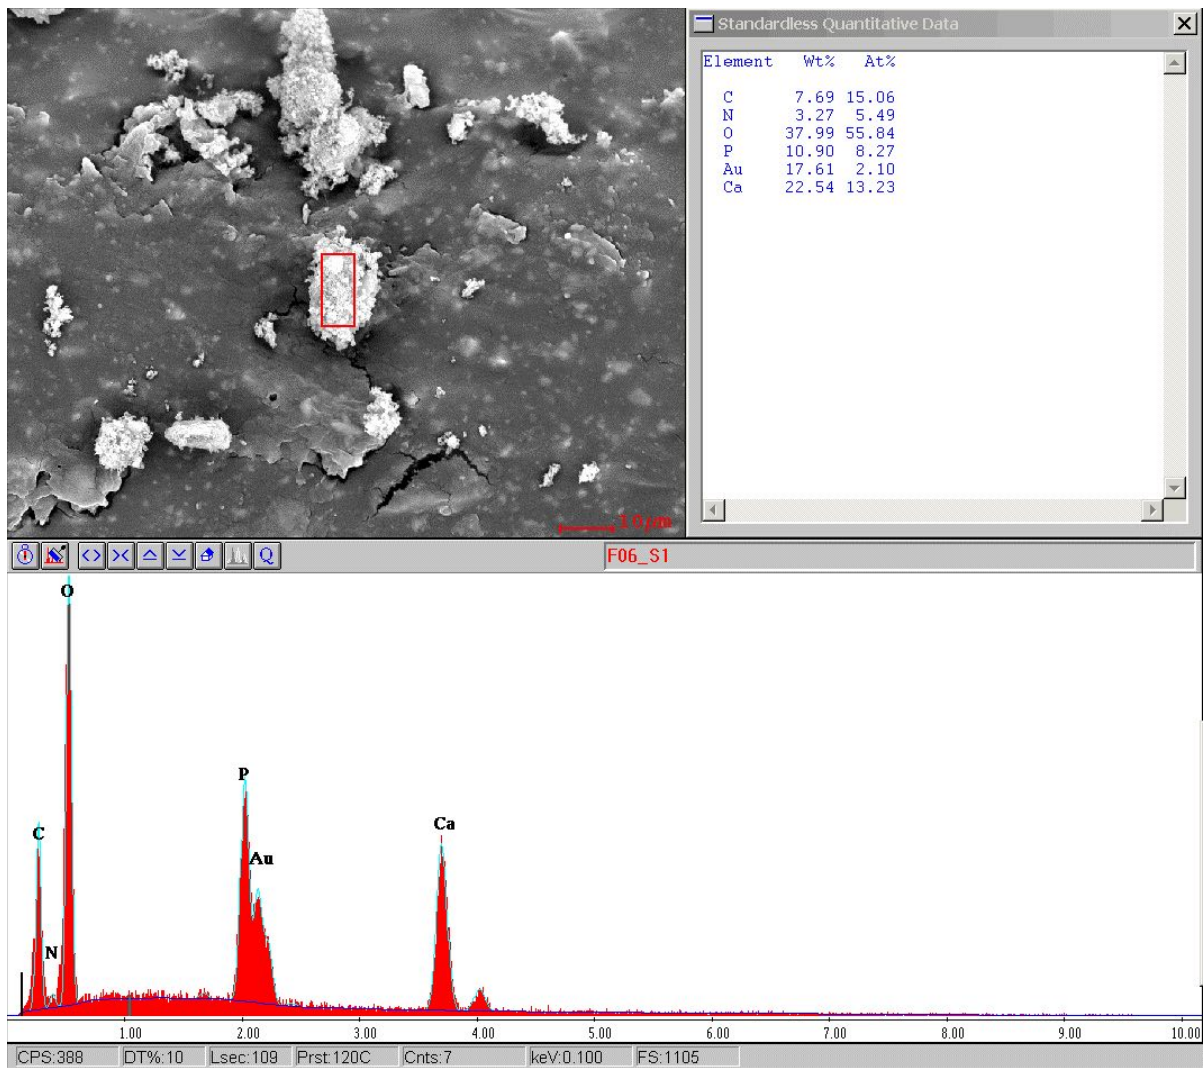 Standardless Quantitative Data
Element Wt% At%
C 7.69 15.06
N 3.27 5.49
O 37.99 55.84
P 10.90 8.27
Au 17.61 2.10
Ca 22.54 13.23
10 µm
Q
F06_S1
O
P
Ca
C
Au
N
1.00 2.00 3.00 4.00 5.00 6.00 7.00 8.00 9.00 10.00
CPS:388 DT%:10 Lsec:109 Prst:120C Cnts:7 keV:0.100 FS:1105